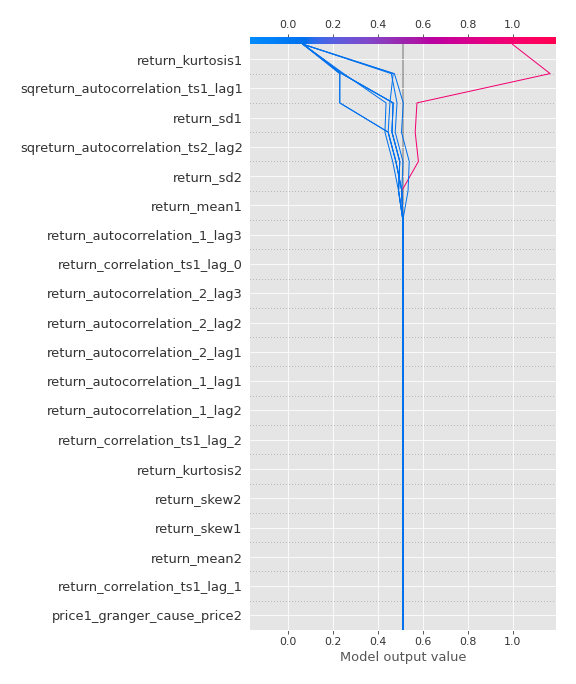 0.0 0.2 0.4 0.6 0.8 1.0
return_kurtosis1
sqreturn_autocorrelation_ts1_lag1
return_sd1
sqreturn_autocorrelation_ts2_lag2
return_sd2
return_mean1
return_autocorrelation_1_lag3
return_correlation_ts1_lag_0
return_autocorrelation_2_lag3
return_autocorrelation_2_lag2
return_autocorrelation_2_lag1
return_autocorrelation_1_lag1
return_autocorrelation_1_lag2
return_correlation_ts1_lag_2
return_kurtosis2
return_skew2
return_skew1
return_mean2
return_correlation_ts1_lag_1
price1_granger_cause_price2
0.0 0.2 0.4 0.6 0.8 1.0
Model output value